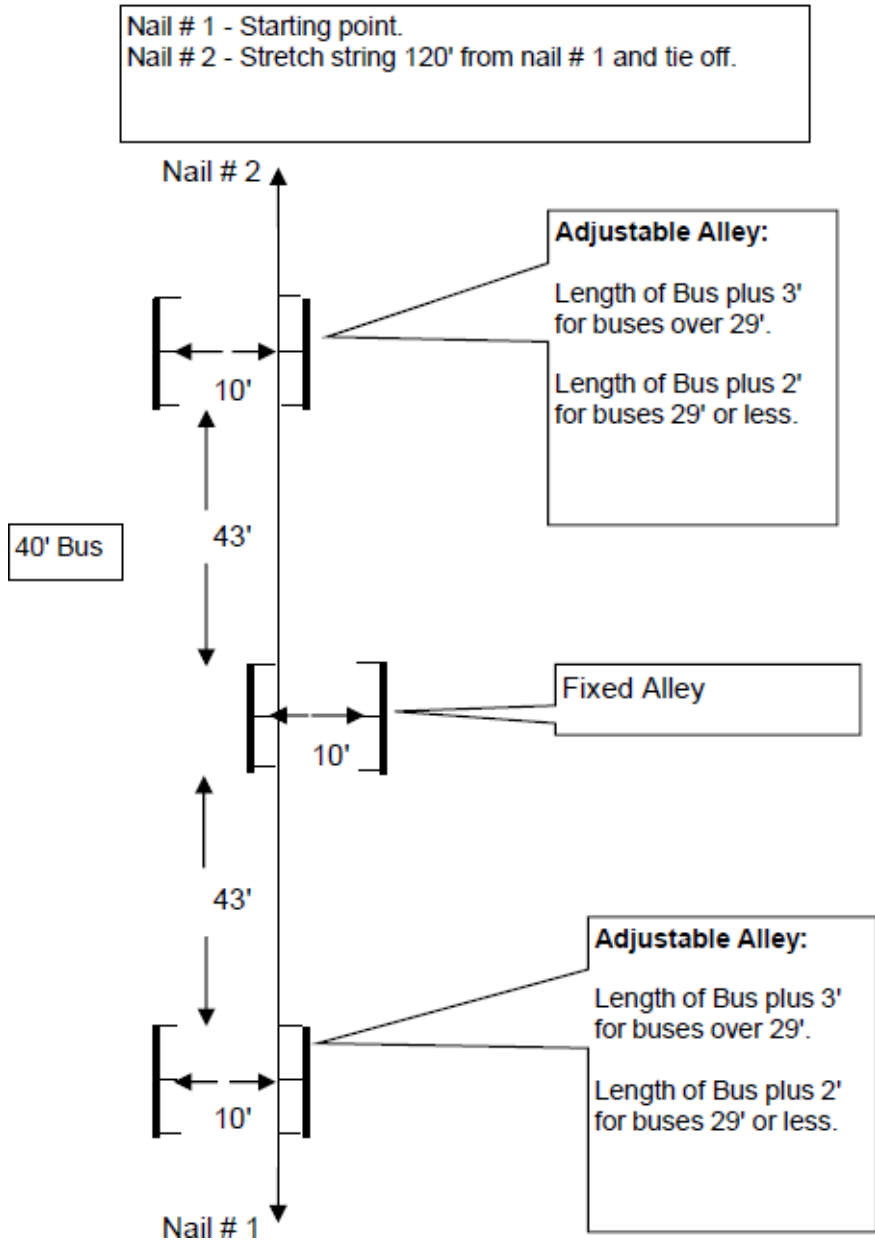 Nail # 1 - Starting point.
Nail # 2 - Stretch string 120' from nail # 1 and tie off.
Nail # 2
Adjustable Alley:
Length of Bus plus 3'
for buses over 29'.
Length of Bus plus 2'
for buses 29' or less.
10'
43'
40' Bus
Fixed Alley
10'
43'
Adjustable Alley:
Length of Bus plus 3'
for buses over 29'.
Length of Bus plus 2'
for buses 29' or less.
10'
Nail # 1